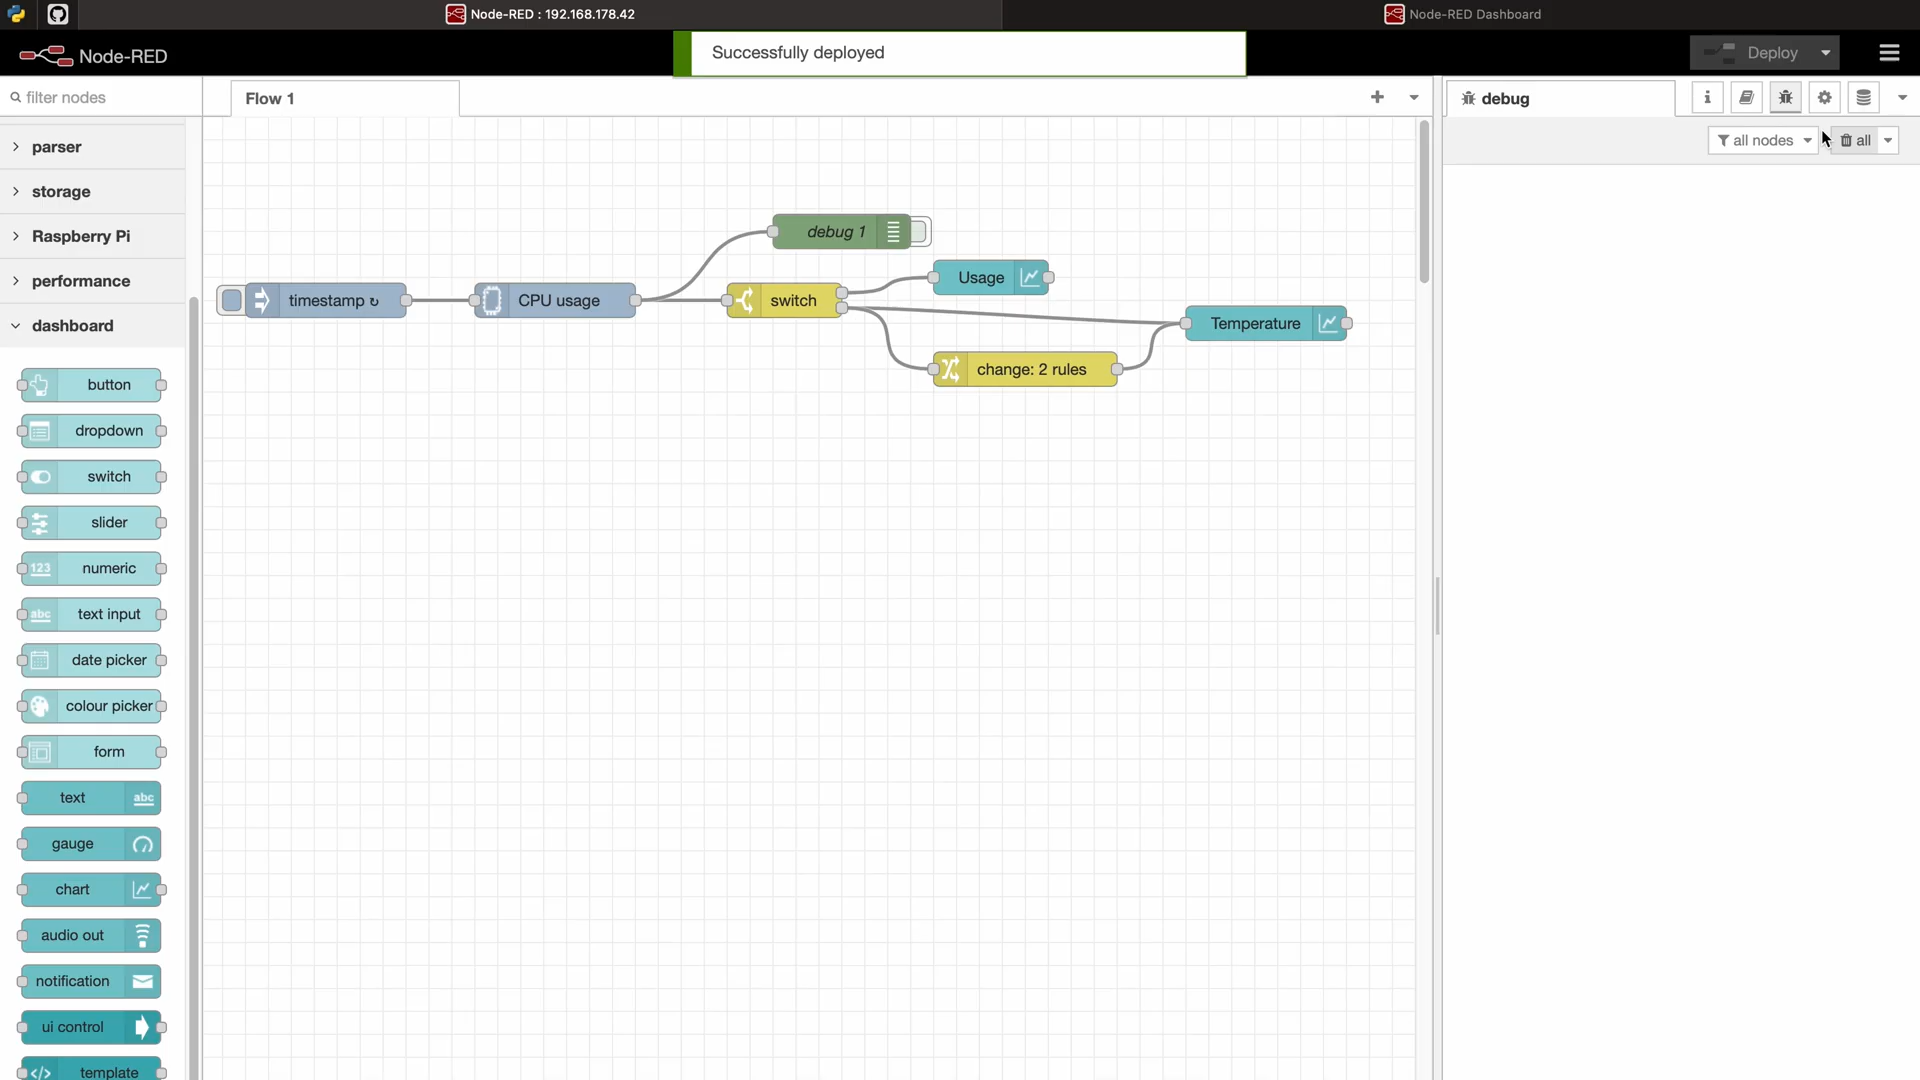 Node-RED : 192.168.178.42
Node-RED Dashboard
Node-RED
Successfully deployed
Deploy
filter nodes
Flow 1
debug
all nodes
all
parser
storage
Raspberry Pi
performance
dashboard
button
dropdown
switch
slider
123 numeric
abc text input
date picker
colour picker
form
text abc
gauge
chart
audio out
notification
ui control
</> template
debug 1
Usage
timestamp ↻
CPU usage
switch
Temperature
change: 2 rules